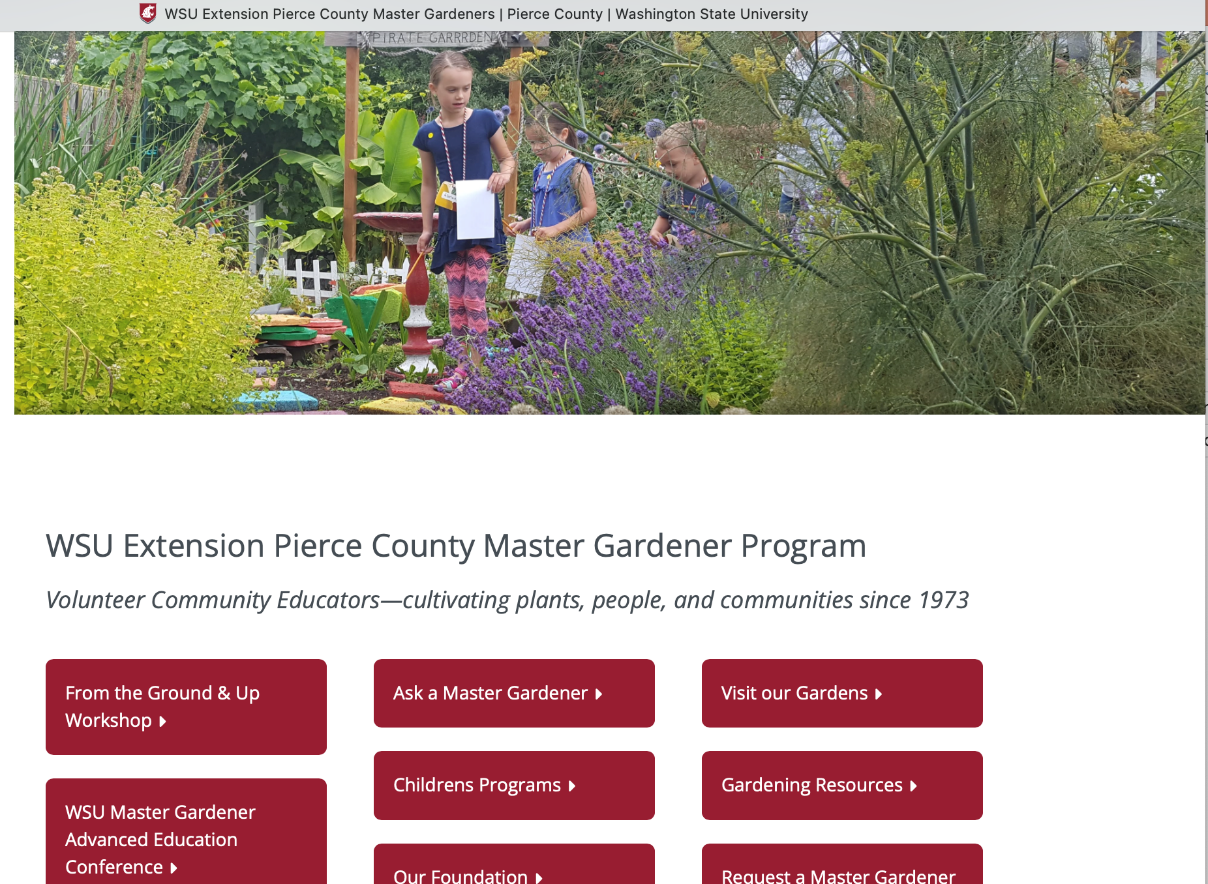 WSU Extension Pierce County Master Gardeners | Pierce County | Washington State University
PIRATE GARRRDEN
WSU Extension Pierce County Master Gardener Program
Volunteer Community Educators—cultivating plants, people, and communities since 1973
From the Ground & Up
Workshop
WSU Master Gardener
Advanced Education
Conference
Ask a Master Gardener
Childrens Programs
Our Foundation
Visit our Gardens
Gardening Resources
Request a Master Gardener